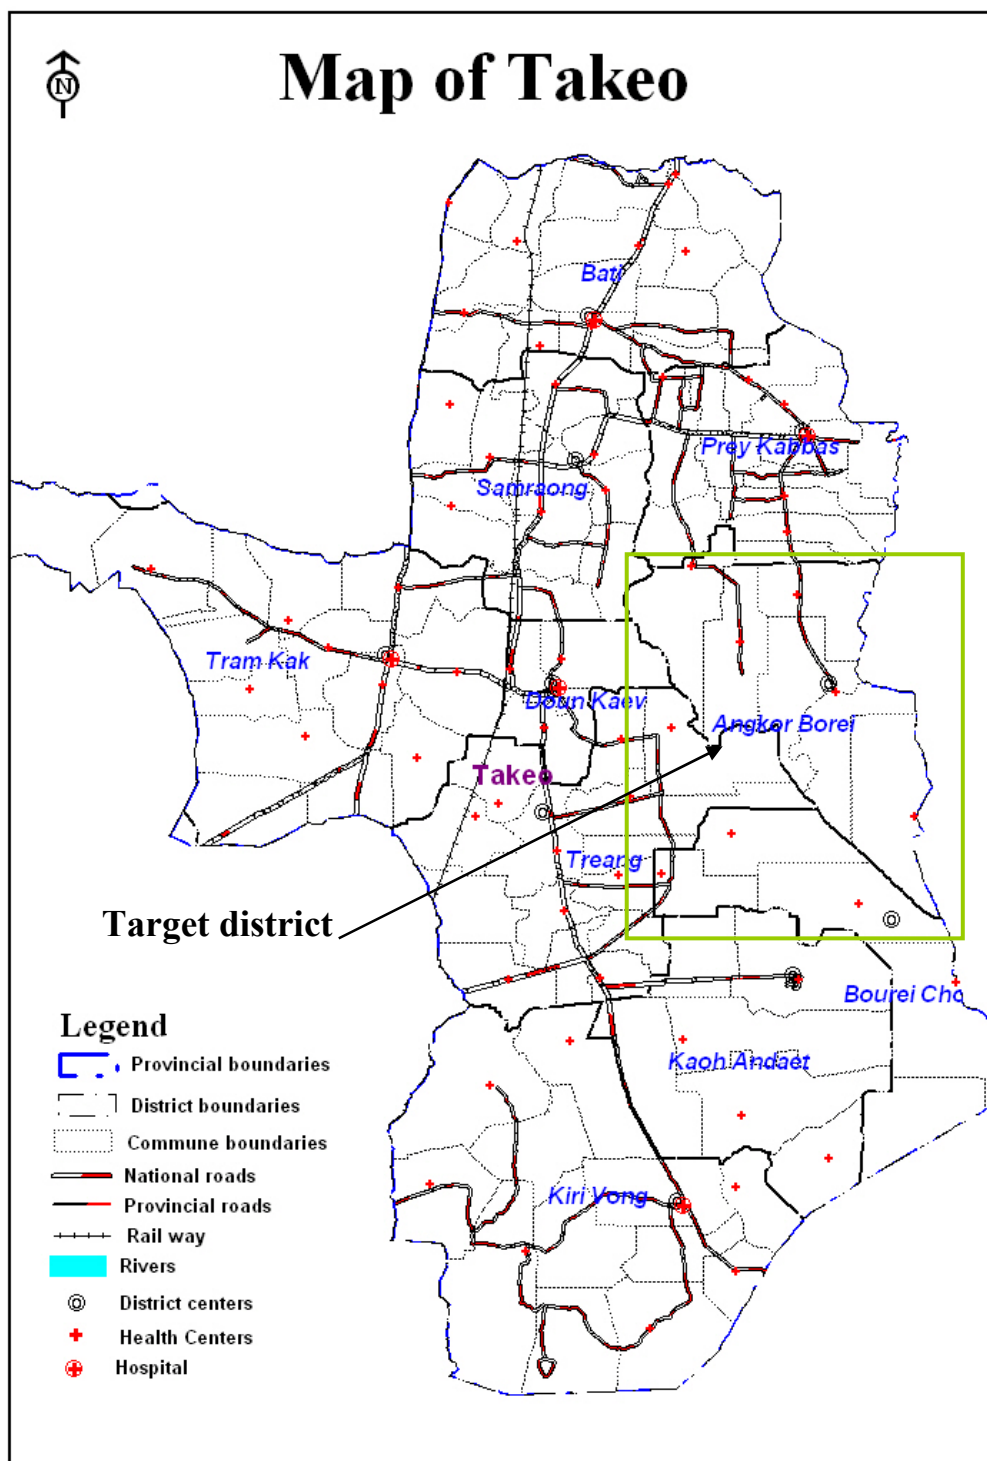 Map of Takeo
N
Bati
Prey Kabbas
Samraong
Tram Kak
Doun Kaev
Angkor Borei
Takeo
Treang
Target district
Bourei Cho
Kaoh Andaet
Kiri Vong
Legend
Provincial boundaries
District boundaries
Commune boundaries
National roads
Provincial roads
Rail way
Rivers
District centers
Health Centers
Hospital